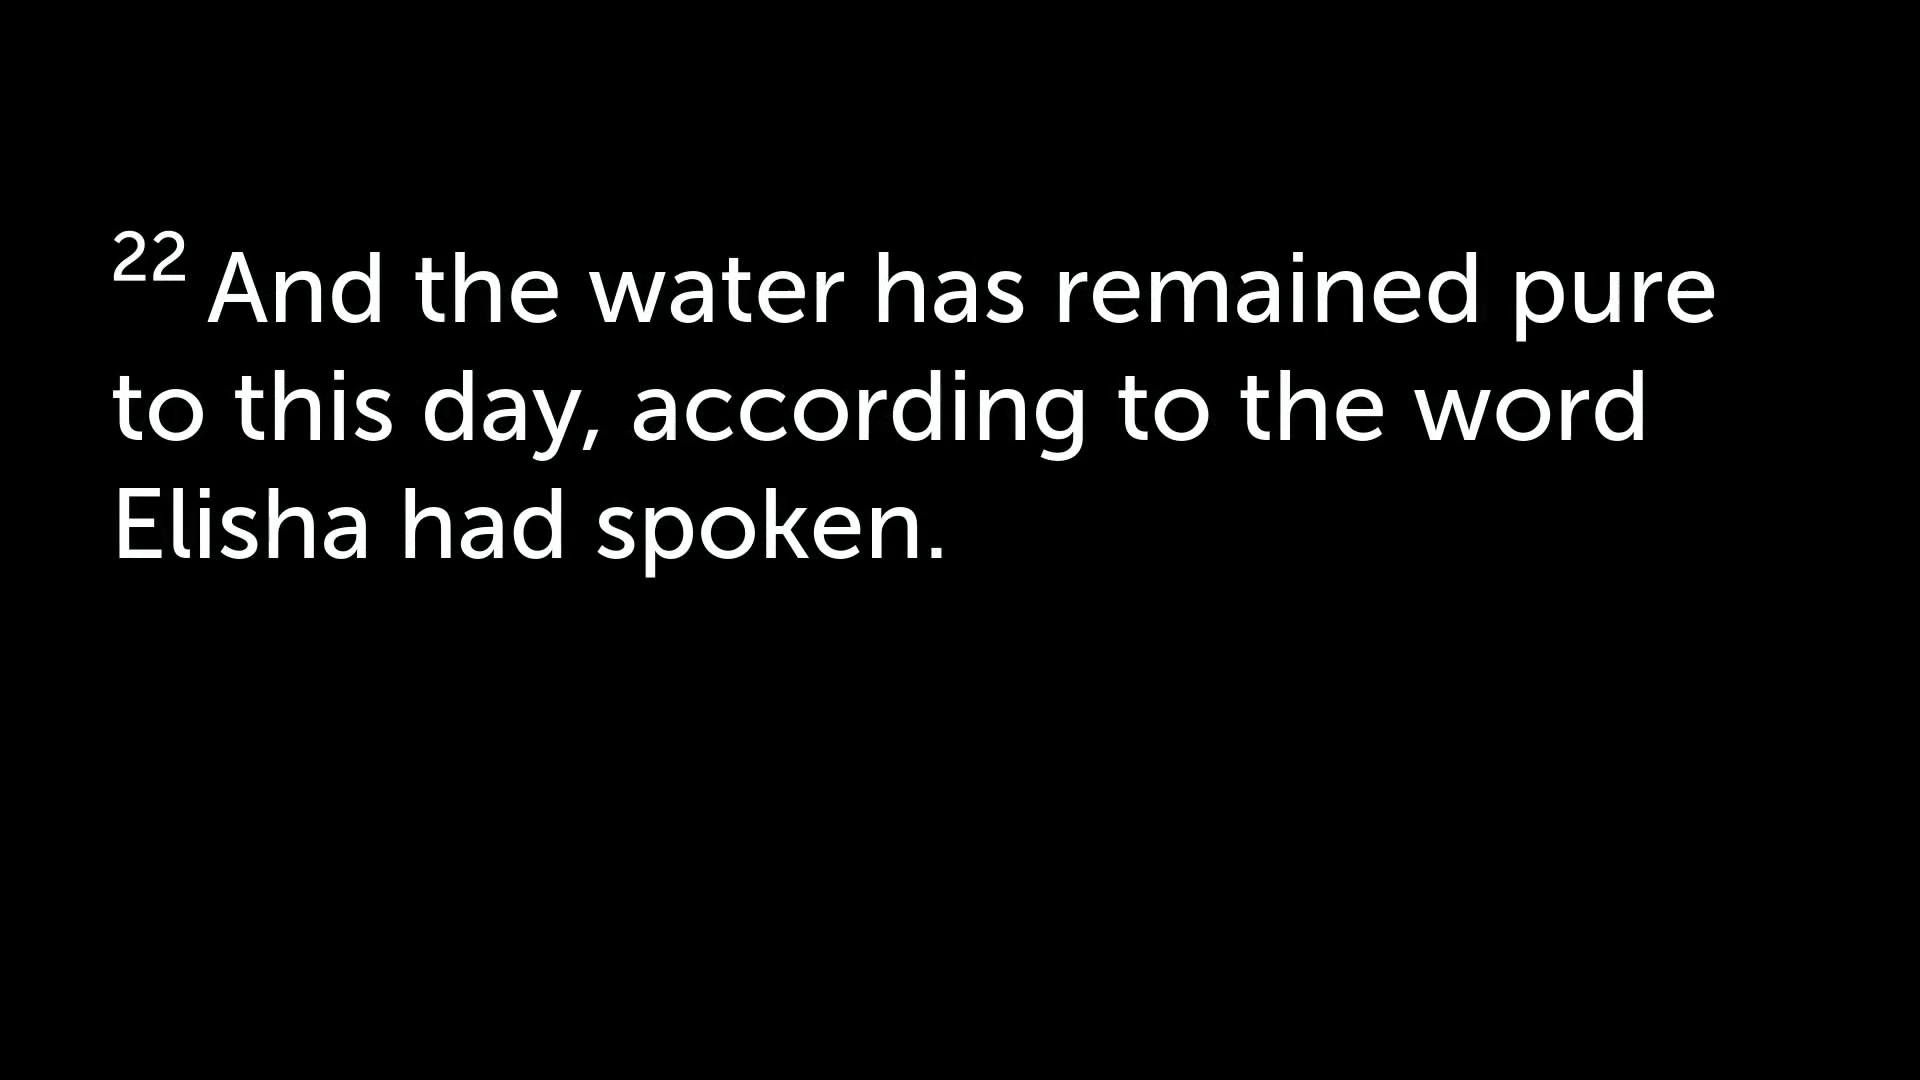 22 And the water has remained pure
to this day, according to the word
Elisha had spoken.